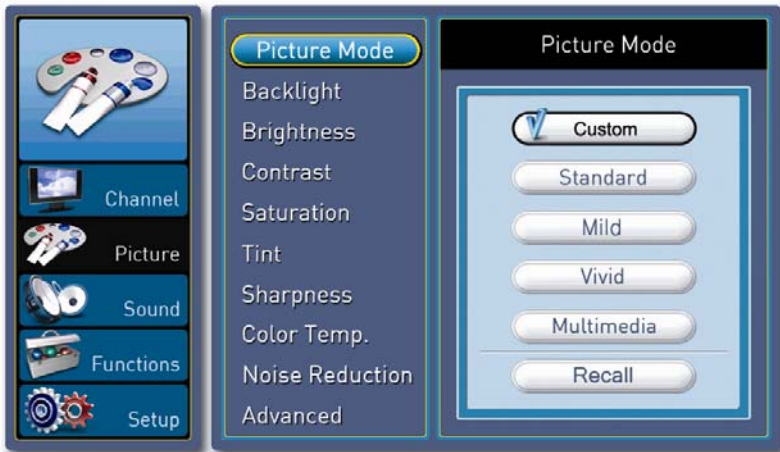 Channel
Picture
Sound
Functions
Setup
Picture Mode
Backlight
Brightness
Contrast
Saturation
Tint
Sharpness
Color Temp.
Noise Reduction
Advanced
Picture Mode
Custom
Standard
Mild
Vivid
Multimedia
Recall